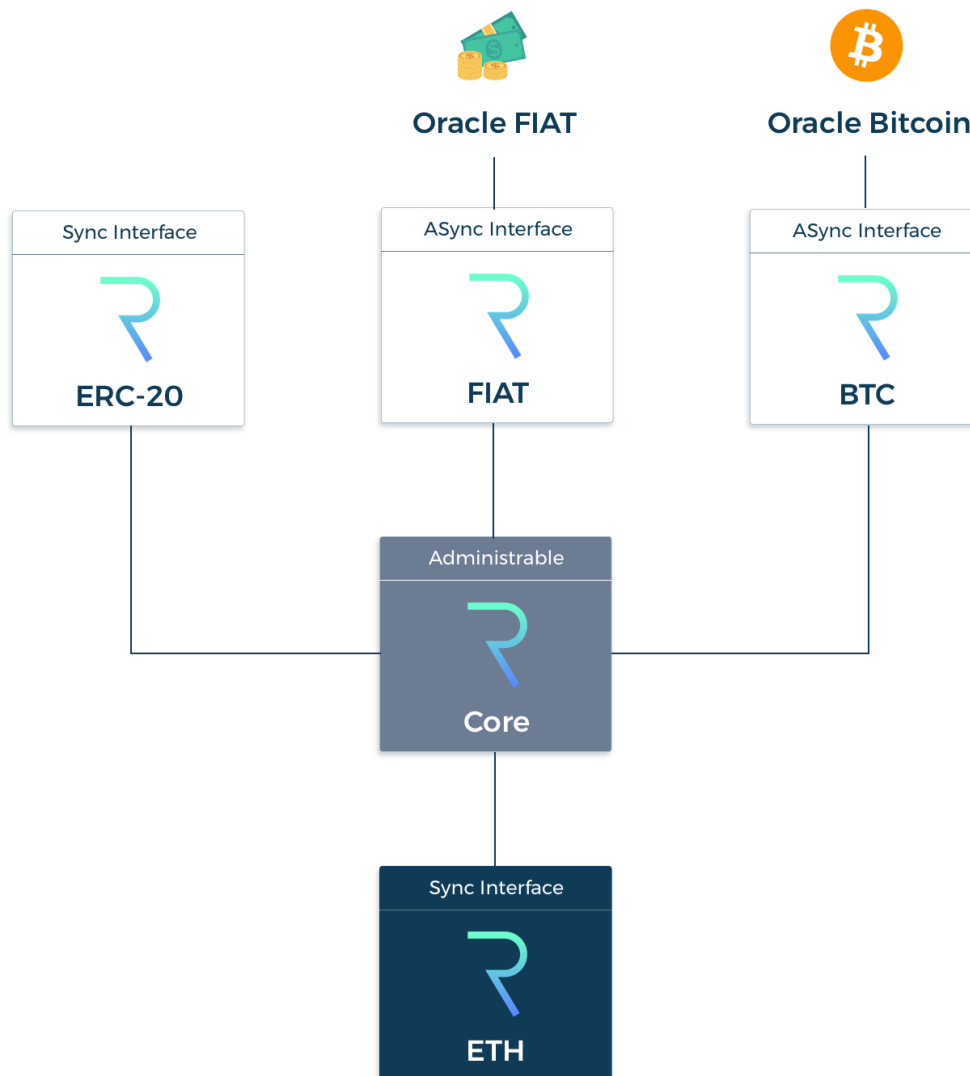 Oracle FIAT
Oracle Bitcoin
Sync Interface
ERC-20
ASync Interface
FIAT
ASync Interface
BTC
Administrable
Core
Sync Interface
ETH